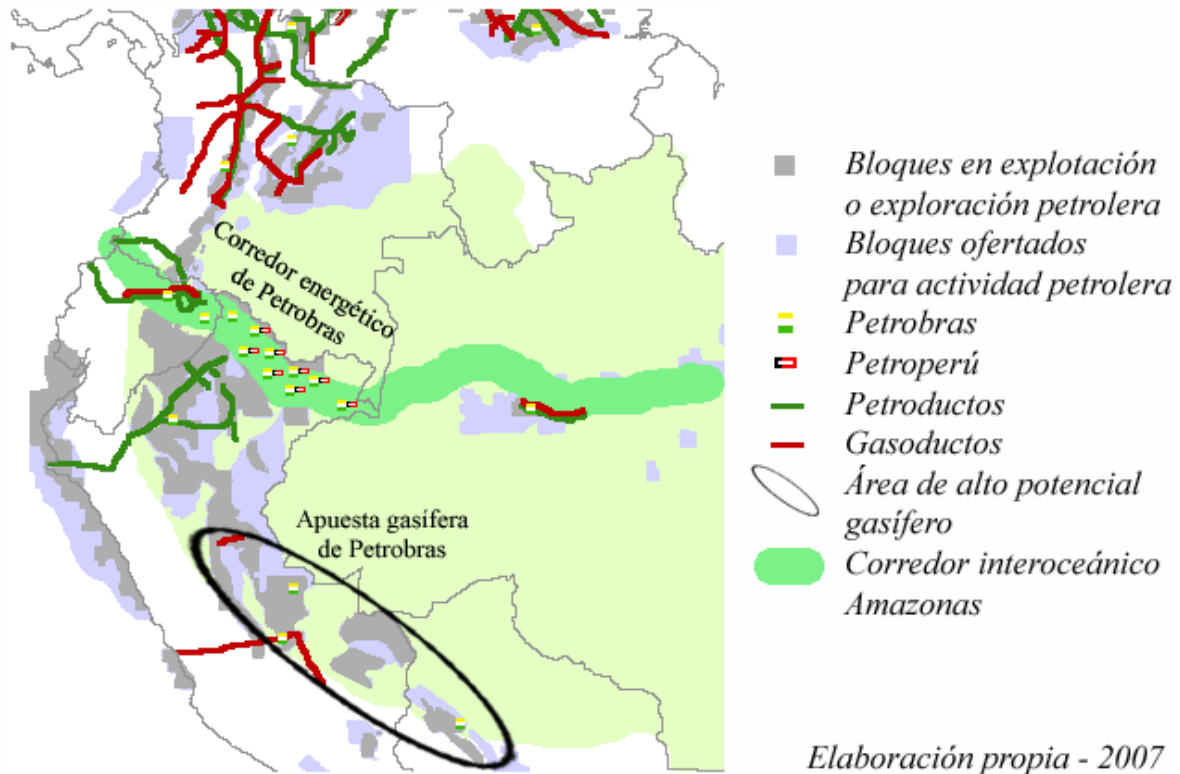 Corredor energético
de Petrobras
Apuesta gasífera
de Petrobras
Bloques en explotación
o exploración petrolera
Bloques ofertados
para actividad petrolera
Petrobras
Petroperú
Petroductos
Gasoductos
Área de alto potencial
gasífero
Corredor interoceánico
Amazonas
Elaboración propia - 2007